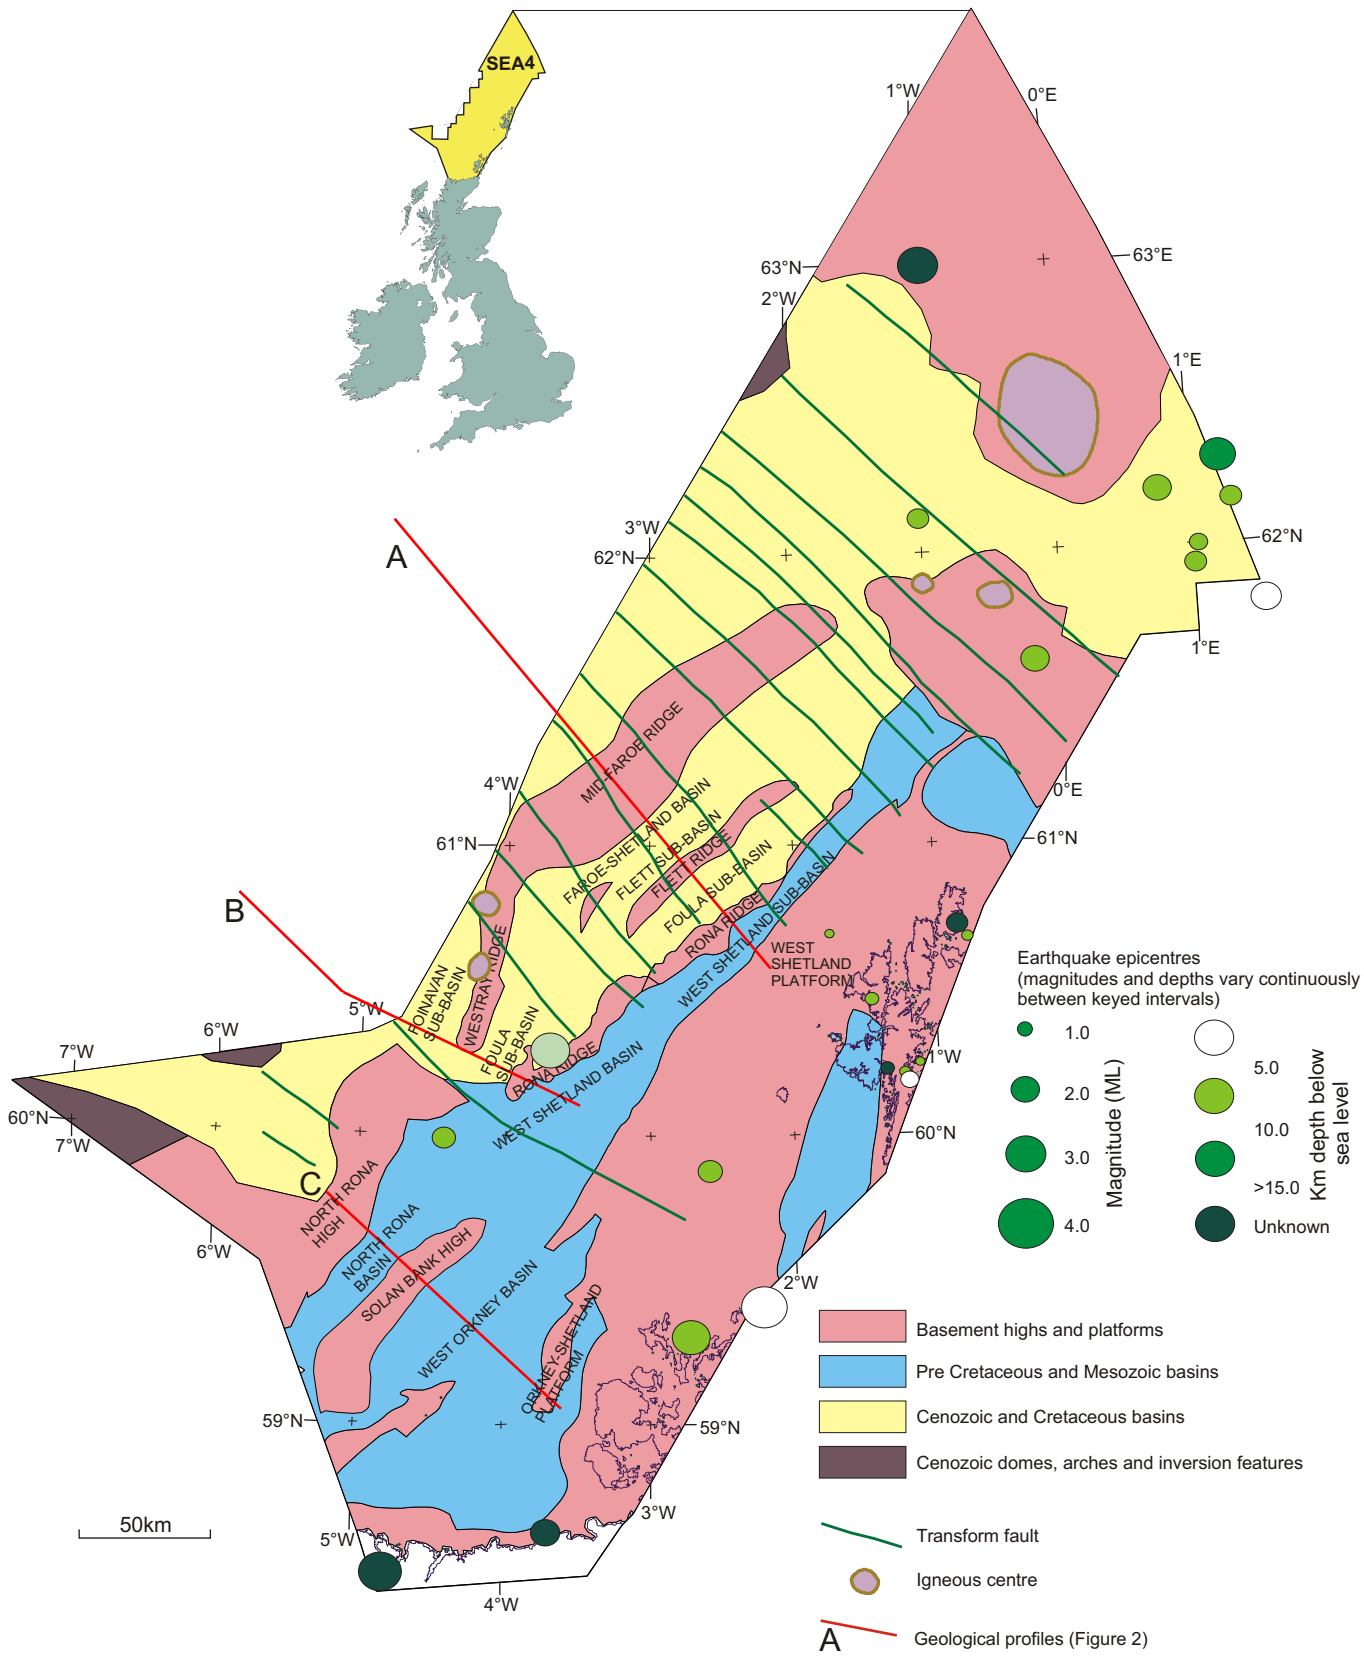 SEA4
1°W
0°E
63°N
63°E
2°W
1°E
3°W
62°N
62°N
A
1°E
MID-FAROE RIDGE
4°W
0°E
61°N
61°N
FAROE-SHETLAND BASIN
FLETT SUB-BASIN
FLETT RIDGE
FOULA SUB-BASIN
RONA RIDGE
WEST SHETLAND SUB-BASIN
WEST
SHETLAND
PLATFORM
B
FOINAVAN
SUB-BASIN
WESTRAY RIDGE
FOULA
SUB-BASIN
RONA RIDGE
WEST SHETLAND BASIN
5°W
6°W
7°W
60°N
7°W
1°W
60°N
C
NORTH RONA
HIGH
6°W
NORTH RONA
BASIN
SOLAN BANK HIGH
WEST ORKNEY BASIN
ORKNEY-SHETLAND
PLATFORM
2°W
59°N
59°N
3°W
5°W
4°W
50km
Earthquake epicentres
(magnitudes and depths vary continuously
between keyed intervals)
1.0
2.0
3.0
4.0
Magnitude (ML)
5.0
10.0
>15.0
Unknown
Km depth below
sea level
Basement highs and platforms
Pre Cretaceous and Mesozoic basins
Cenozoic and Cretaceous basins
Cenozoic domes, arches and inversion features
Transform fault
Igneous centre
A
Geological profiles (Figure 2)